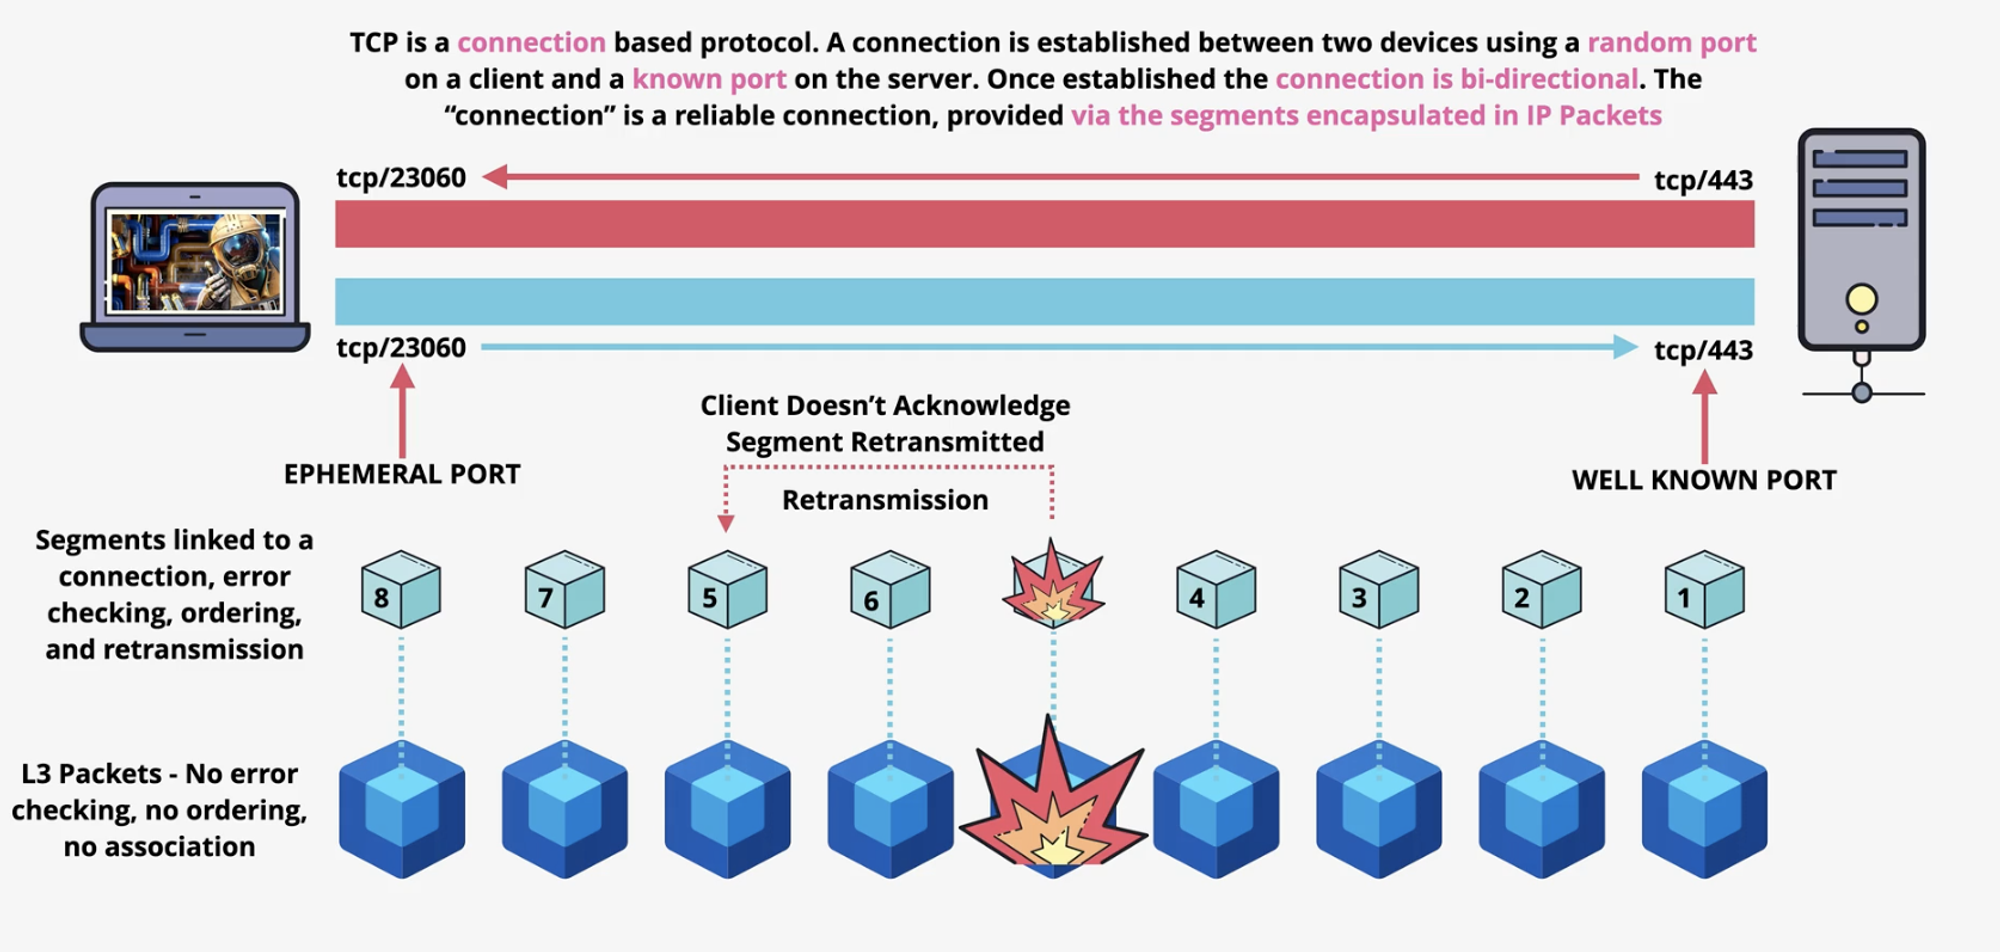 TCP is a connection based protocol. A connection is established between two devices using a random port
on a client and a known port on the server. Once established the connection is bi-directional. The
“connection” is a reliable connection, provided via the segments encapsulated in IP Packets
tcp/23060
tcp/443
tcp/23060
tcp/443
EPHEMERAL PORT
WELL KNOWN PORT
Client Doesn’t Acknowledge
Segment Retransmitted
Retransmission
Segments linked to a
connection, error
checking, ordering,
and retransmission
8
7
5
6
4
3
2
1
L3 Packets - No error
checking, no ordering,
no association